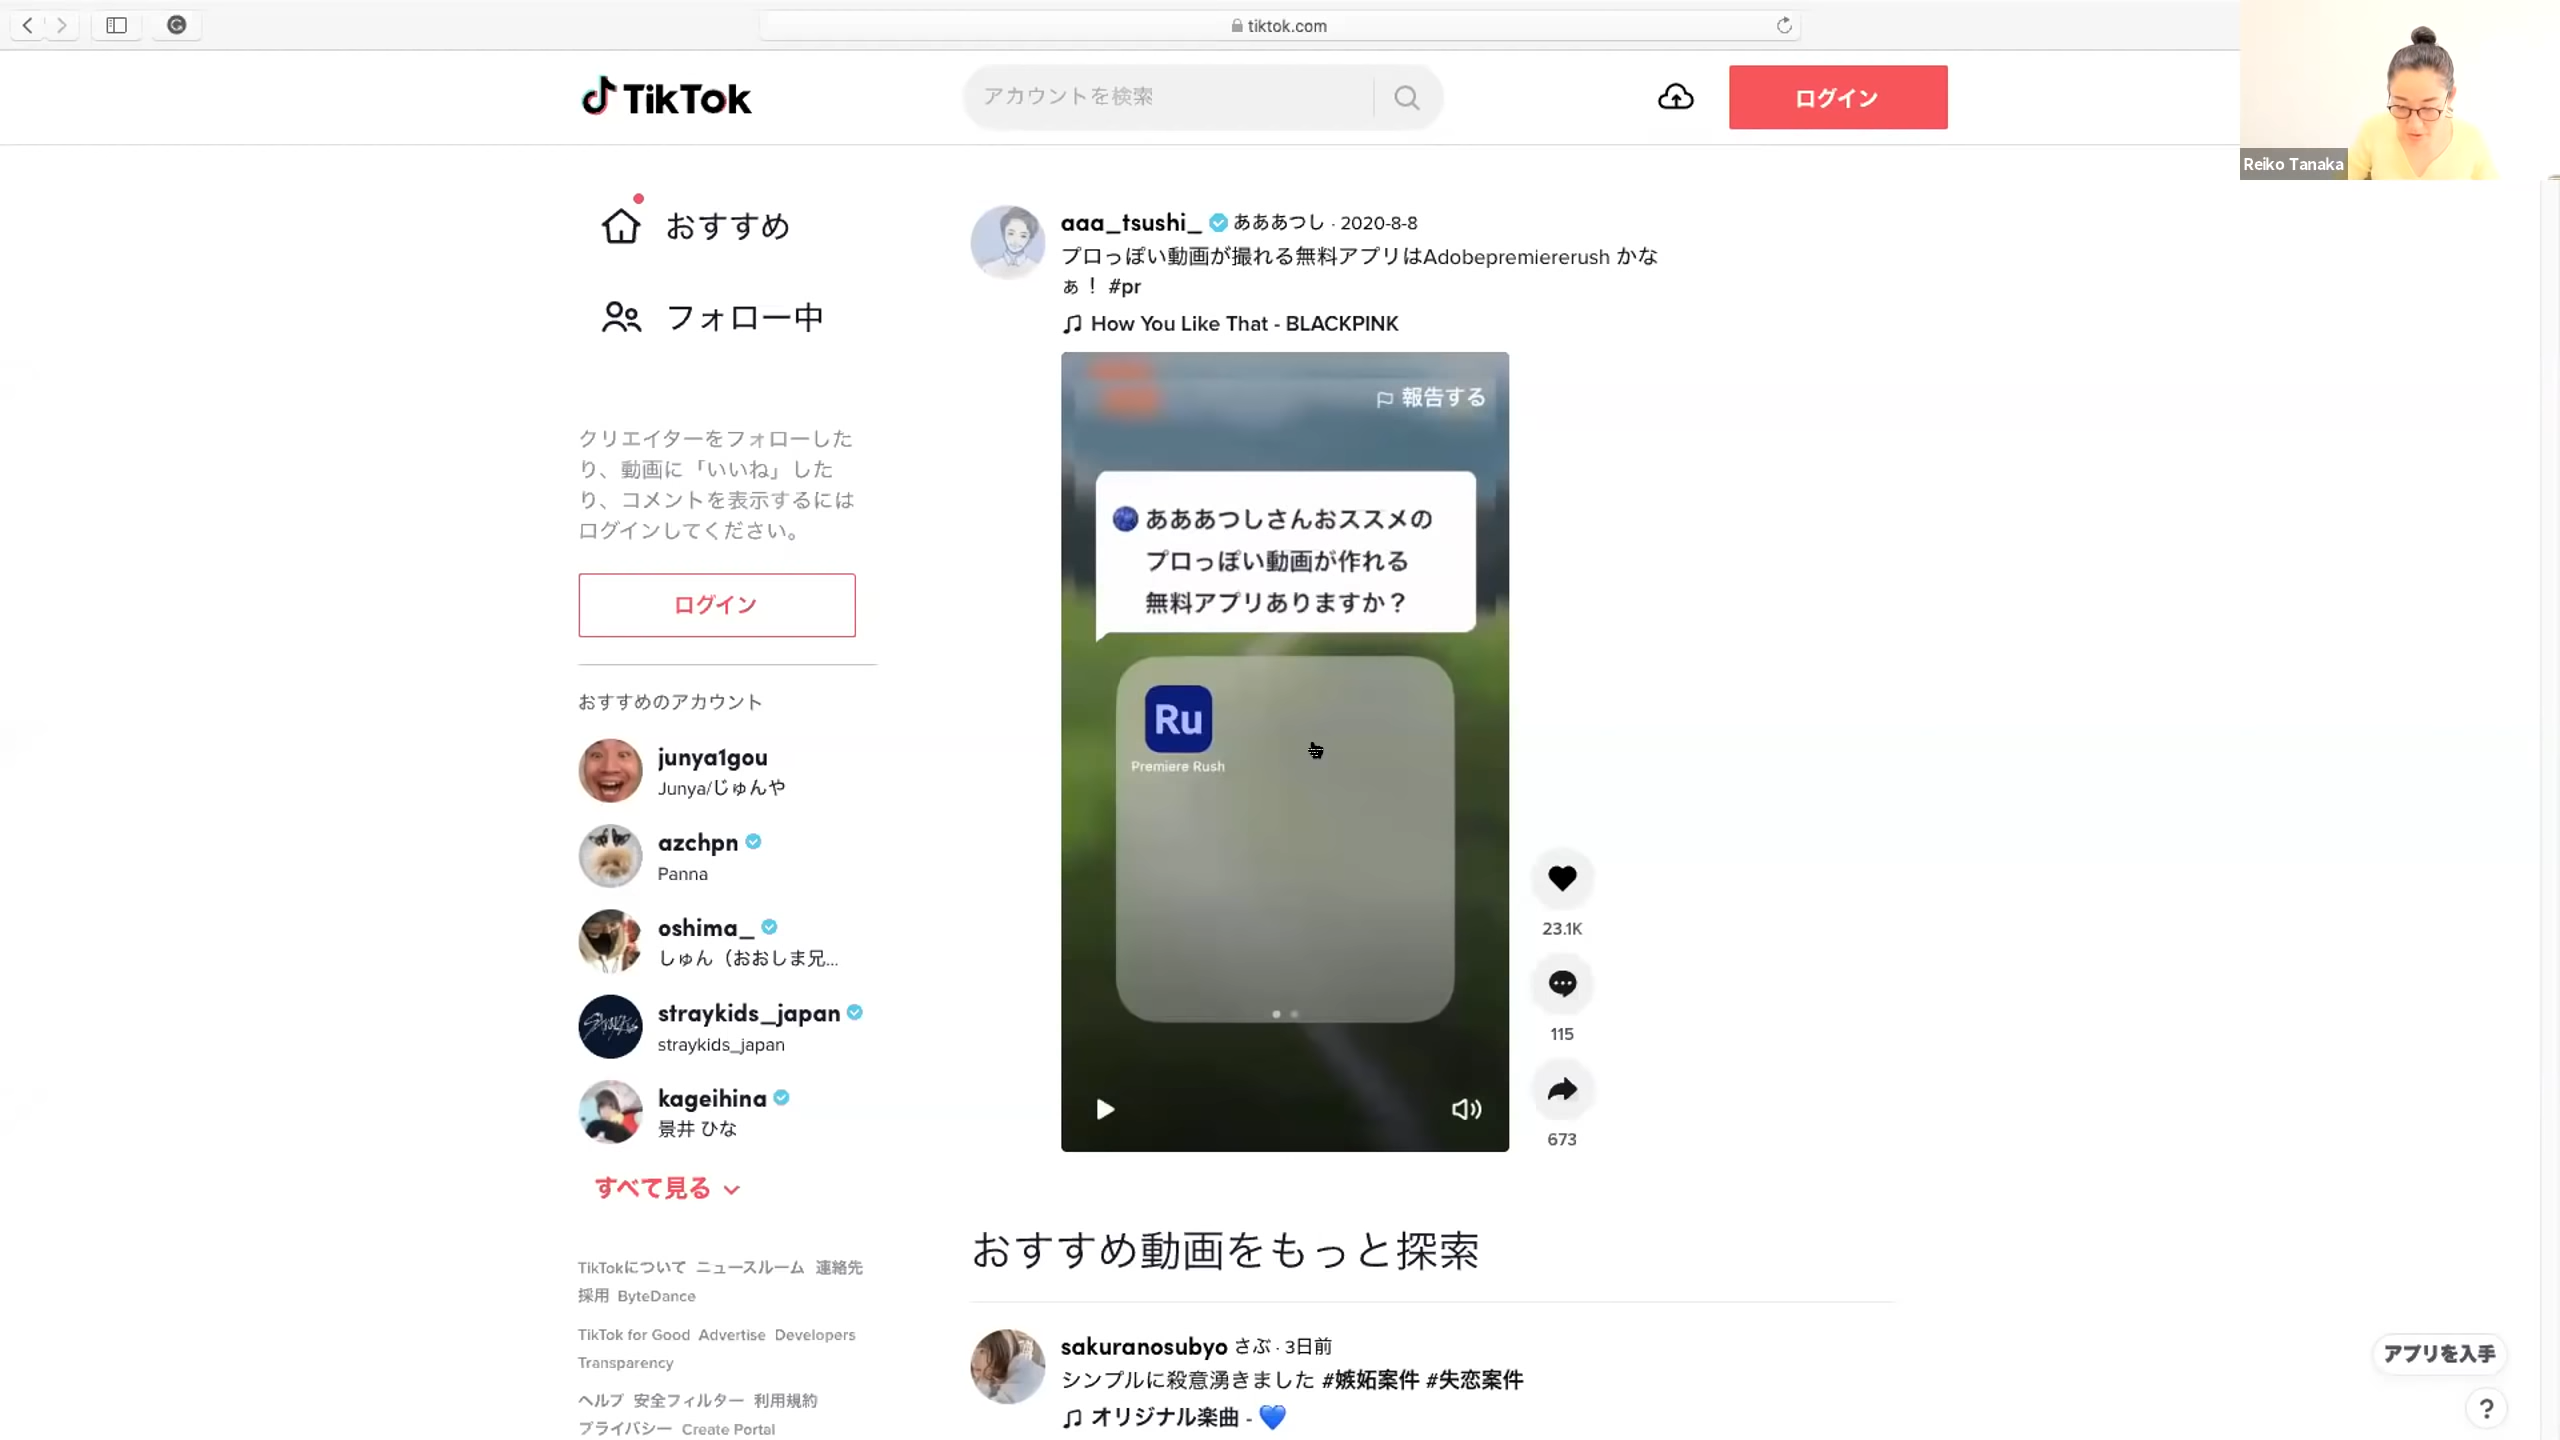 tiktok.com
TikTok
アカウントを検索
ログイン
Reiko Tanaka
おすすめ
フォロー中
クリエイターをフォローした
り、動画に「いいね」した
り、コメントを表示するには
ログインしてください。
ログイン
おすすめのアカウント
junya1gou
Junya/じゅんや
azchpn
Panna
oshima_
しゅん（おおしま兄...
straykids_japan
straykids_japan
kageihina
景井 ひな
すべて見る
TikTokについて ニュースルーム 連絡先
採用 ByteDance
TikTok for Good Advertise Developers
Transparency
ヘルプ 安全フィルター 利用規約
プライバシー Create Portal
aaa_tsushi_ あああつし · 2020-8-8
プロっぽい動画が撮れる無料アプリはAdobepremiererush かな
ぁ！ #pr
How You Like That - BLACKPINK
報告する
あああつしさんおススメの
プロっぽい動画が作れる
無料アプリありますか？
Ru
Premiere Rush
23.1K
115
673
おすすめ動画をもっと探索
sakuranosubyo さぶ · 3日前
シンプルに殺意湧きました #嫉妬案件 #失恋案件
オリジナル楽曲 - 💙
アプリを入手
?